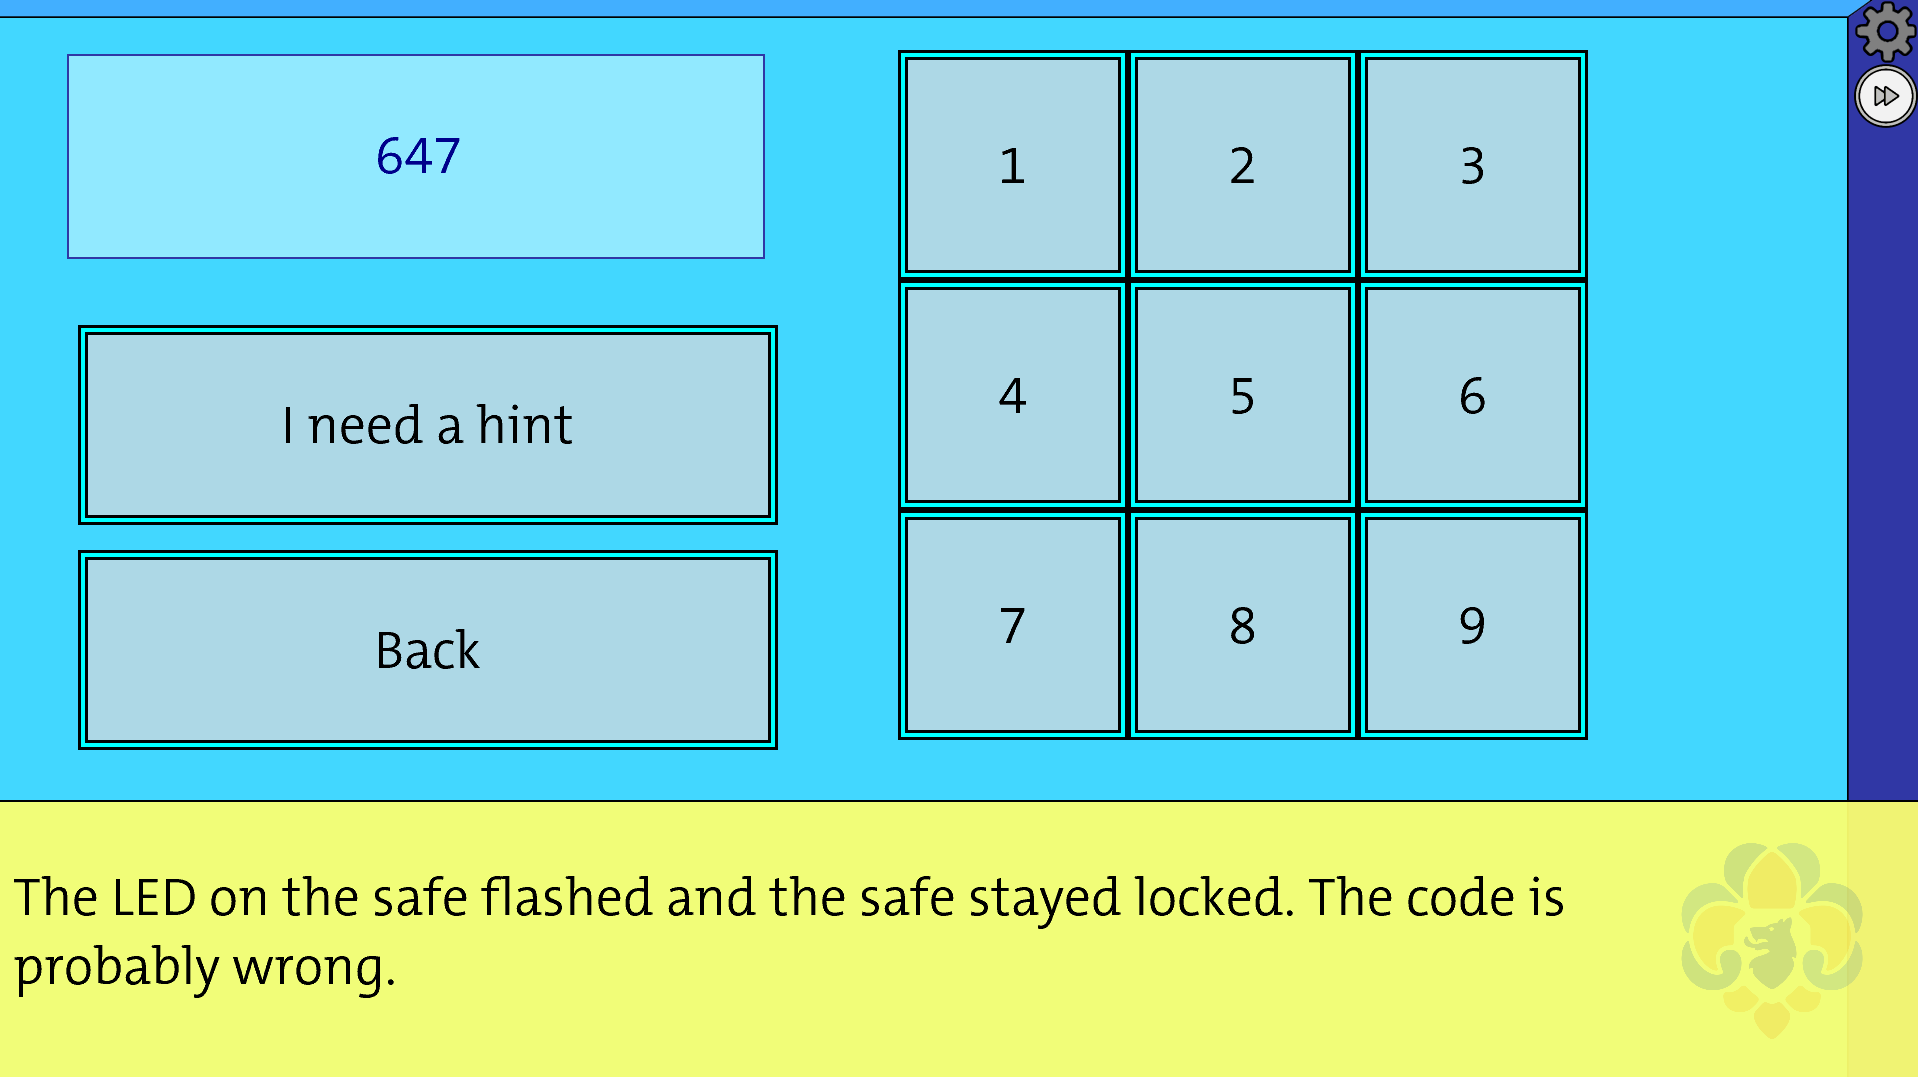 647
I need a hint
Back
1 2 3
4 5 6
7 8 9
The LED on the safe flashed and the safe stayed locked. The code is
probably wrong.